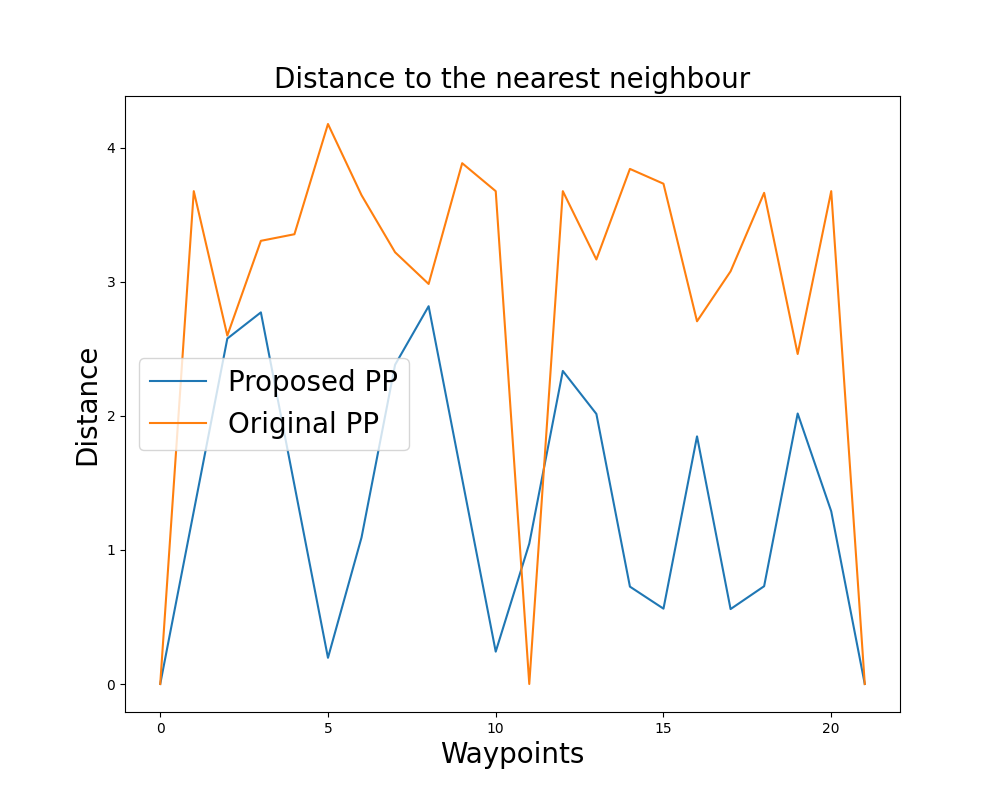 Distance to the nearest neighbour
4
3
2
1
0
Distance
Proposed PP
Original PP
0 5 10 15 20
Waypoints